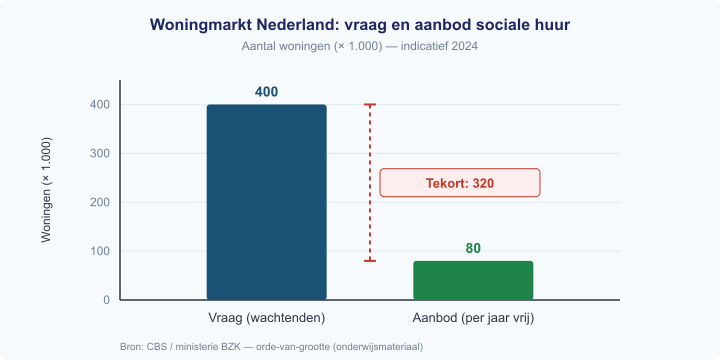 Woningmarkt Nederland: vraag en aanbod sociale huur
Aantal woningen (× 1.000) — indicatief 2024
Woningen (× 1.000)
400
300
200
100
0
400
Tekort: 320
80
Vraag (wachtenden)
Aanbod (per jaar vrij)
Bron: CBS / ministerie BZK — orde-van-grootte (onderwijsmateriaal)